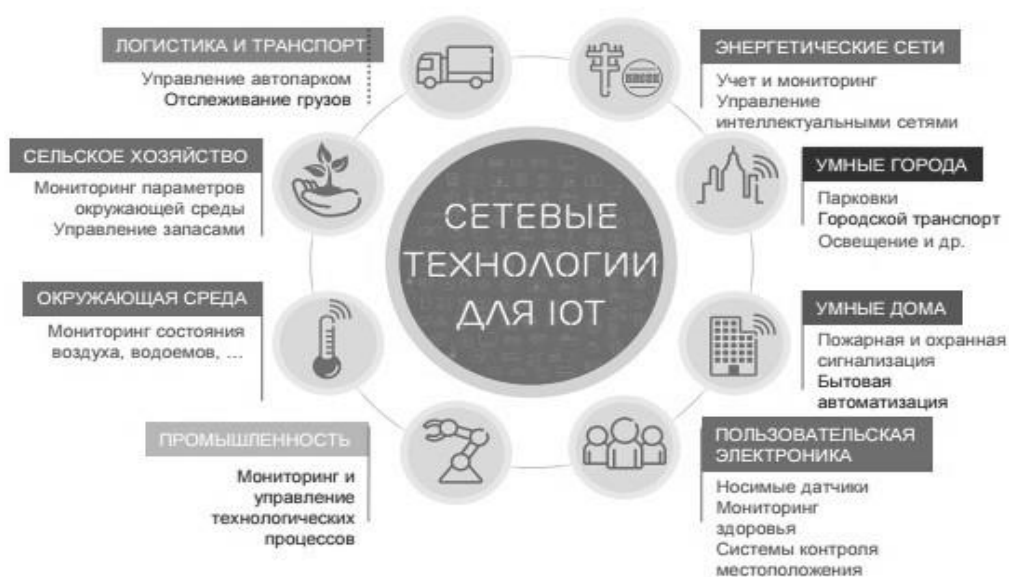 ЛОГИСТИКА И ТРАНСПОРТ
Управление автопарком
Отслеживание грузов
СЕЛЬСКОЕ ХОЗЯЙСТВО
Мониторинг параметров
окружающей среды
Управление запасами
ОКРУЖАЮЩАЯ СРЕДА
Мониторинг состояния
воздуха, водоемов, ...
ПРОМЫШЛЕННОСТЬ
Мониторинг и
управление
технологических
процессов
СЕТЕВЫЕ
ТЕХНОЛОГИИ
ДЛЯ IOT
ЭНЕРГЕТИЧЕСКИЕ СЕТИ
Учет и мониторинг
Управление
интеллектуальными сетями
УМНЫЕ ГОРОДА
Парковки
Городской транспорт
Освещение и др.
УМНЫЕ ДОМА
Пожарная и охранная
сигнализация
Бытовая
автоматизация
ПОЛЬЗОВАТЕЛЬСКАЯ
ЭЛЕКТРОНИКА
Носимые датчики
Мониторинг
здоровья
Системы контроля
местоположения